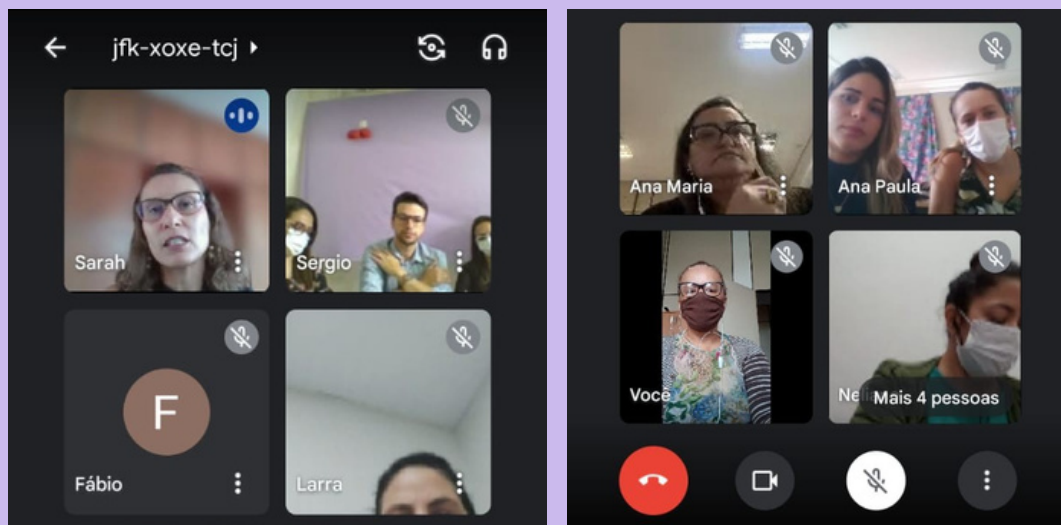 jfk-xoxe-tcj
Sarah
Sergio
F
Fábio
Larra
Ana Maria
Ana Paula
Você
Mais 4 pessoas